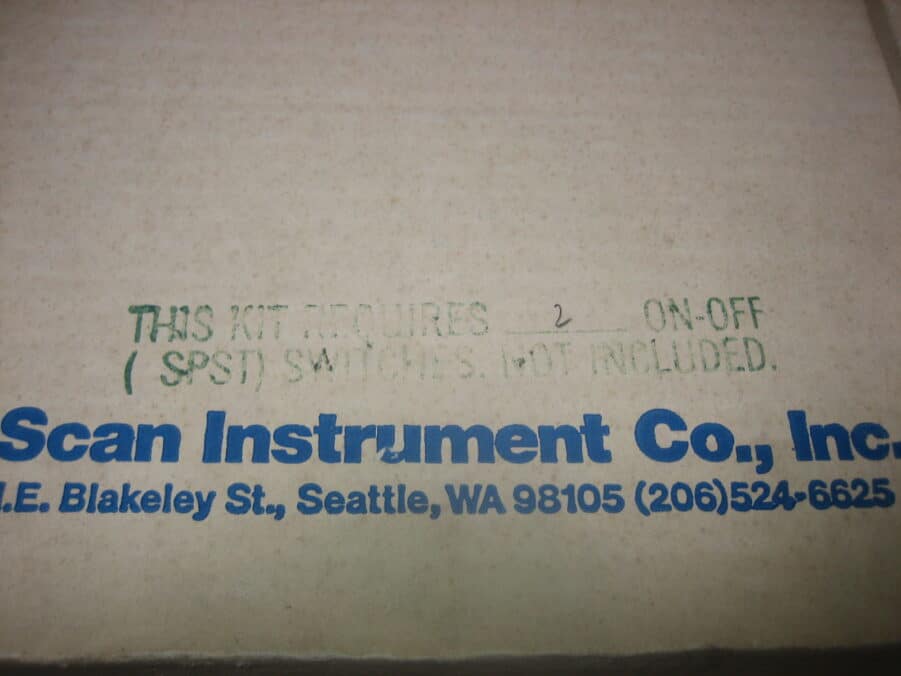 THIS KIT REQUIRES 2 ON-OFF
( SPST) SWITCHES. NOT INCLUDED.
Scan Instrument Co., Inc.
.E. Blakeley St., Seattle, WA 98105 (206)524-6625